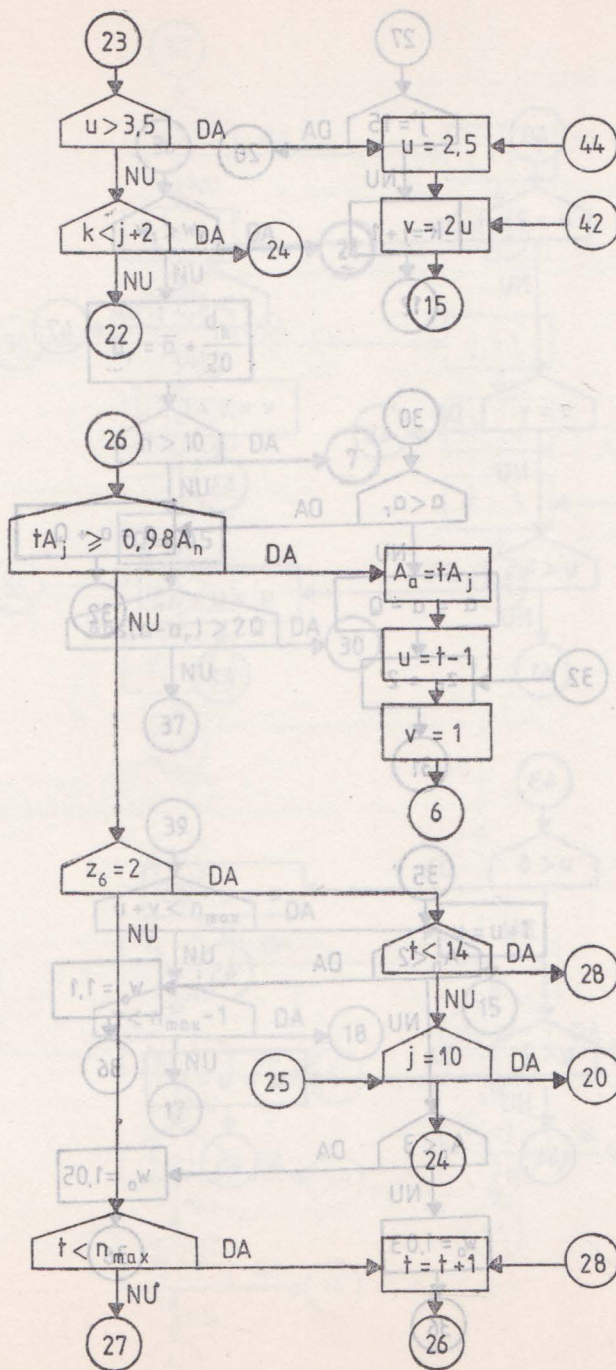 23
u > 3,5 DA
u = 2,5
44
NU
k < j+2 DA
24
v = 2u
42
NU
22
15
26
tA_j ⩾ 0,98A_n DA
A_a = tA_j
NU
u = t-1
v = 1
6
z_6 = 2 DA
NU
t < 14 DA
28
NU
25
j = 10 DA
20
24
t < n_max DA
t = t+1
28
NU
27
26